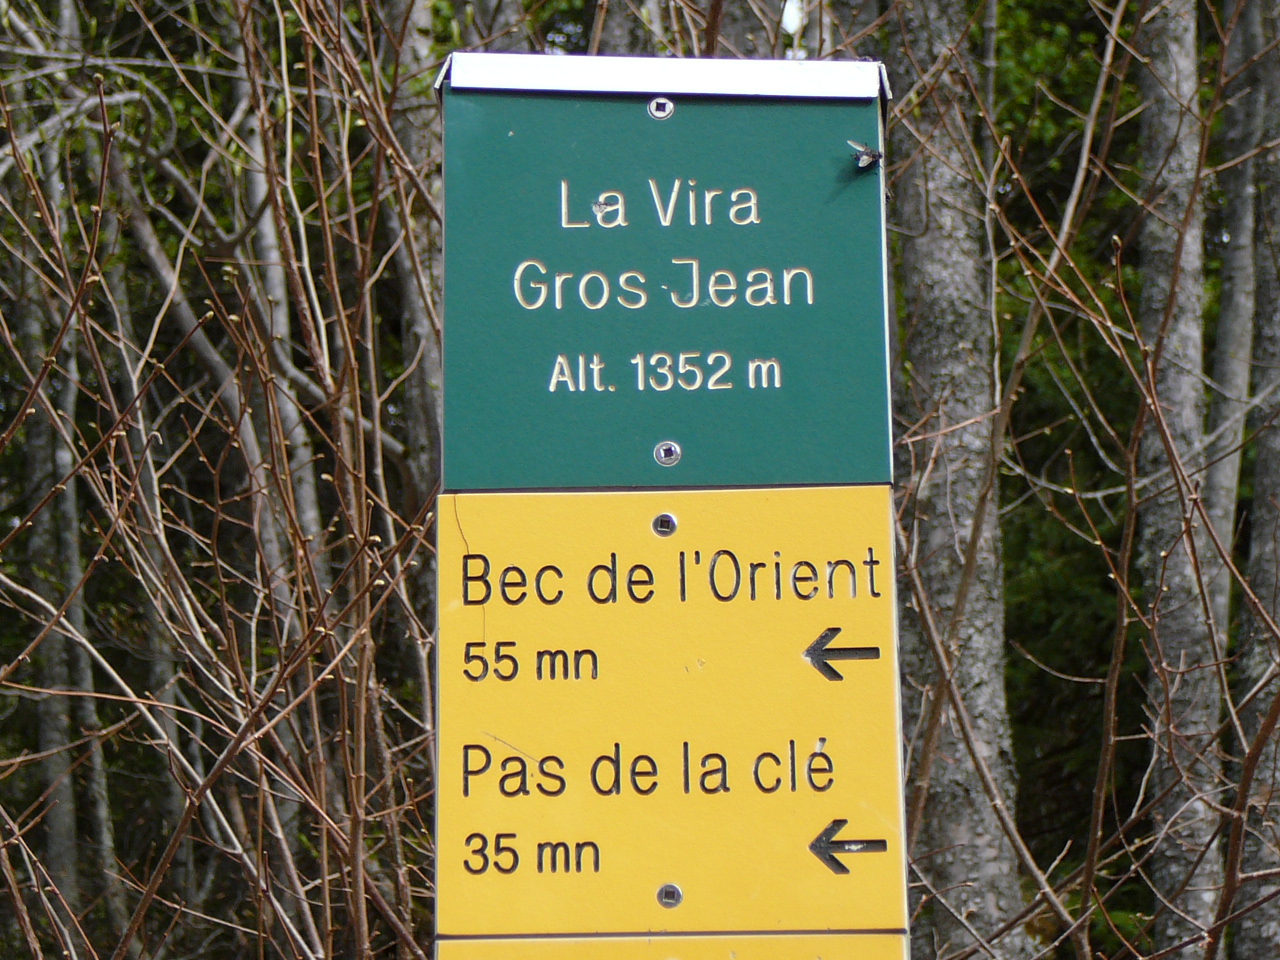 La Vira
Gros Jean
Alt. 1352 m
Bec de l'Orient
55 mn ←
Pas de la clé
35 mn ←